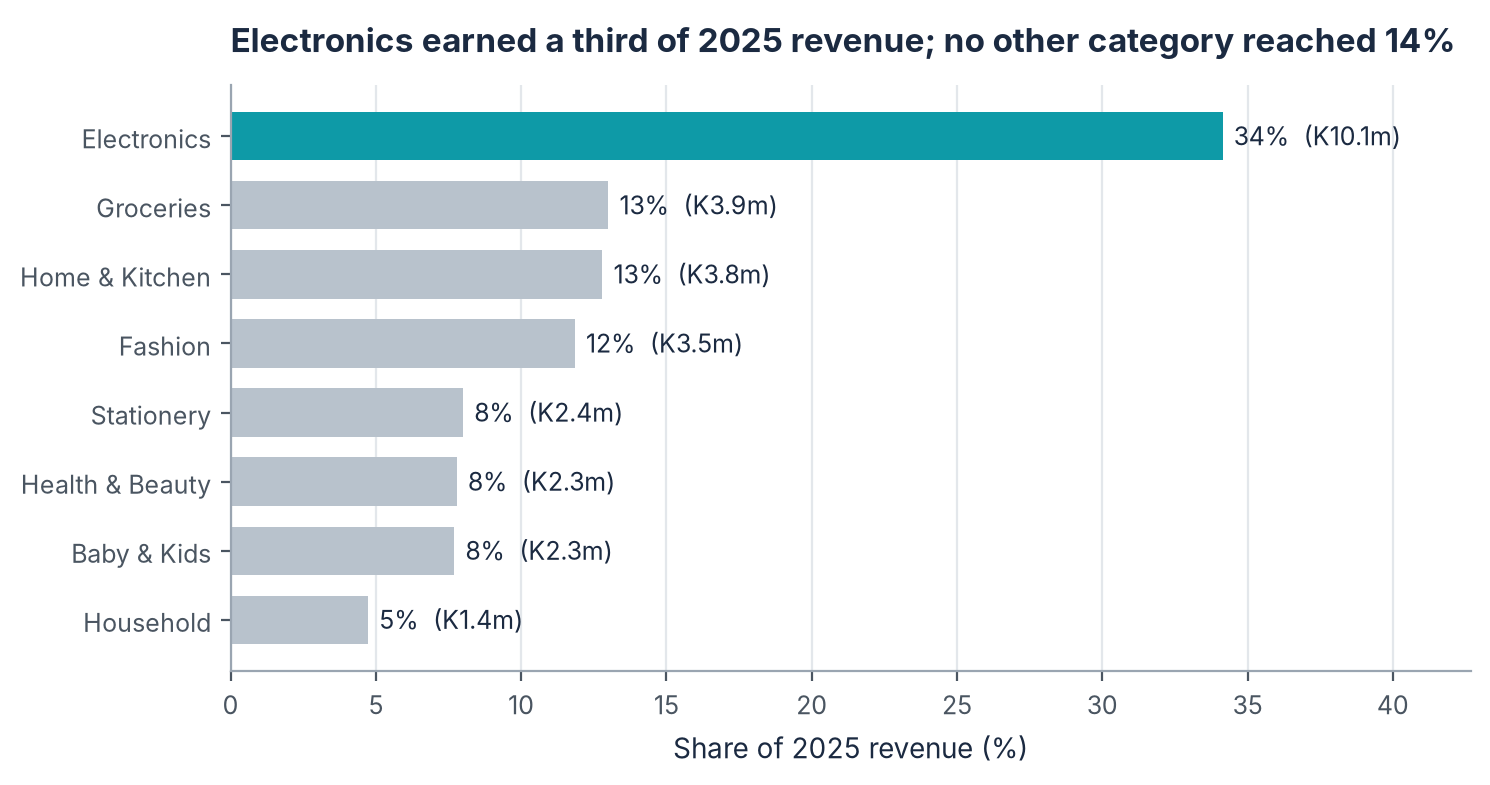 Electronics earned a third of 2025 revenue; no other category reached 14%
Electronics 34% (K10.1m)
Groceries 13% (K3.9m)
Home & Kitchen 13% (K3.8m)
Fashion 12% (K3.5m)
Stationery 8% (K2.4m)
Health & Beauty 8% (K2.3m)
Baby & Kids 8% (K2.3m)
Household 5% (K1.4m)
0 5 10 15 20 25 30 35 40
Share of 2025 revenue (%)